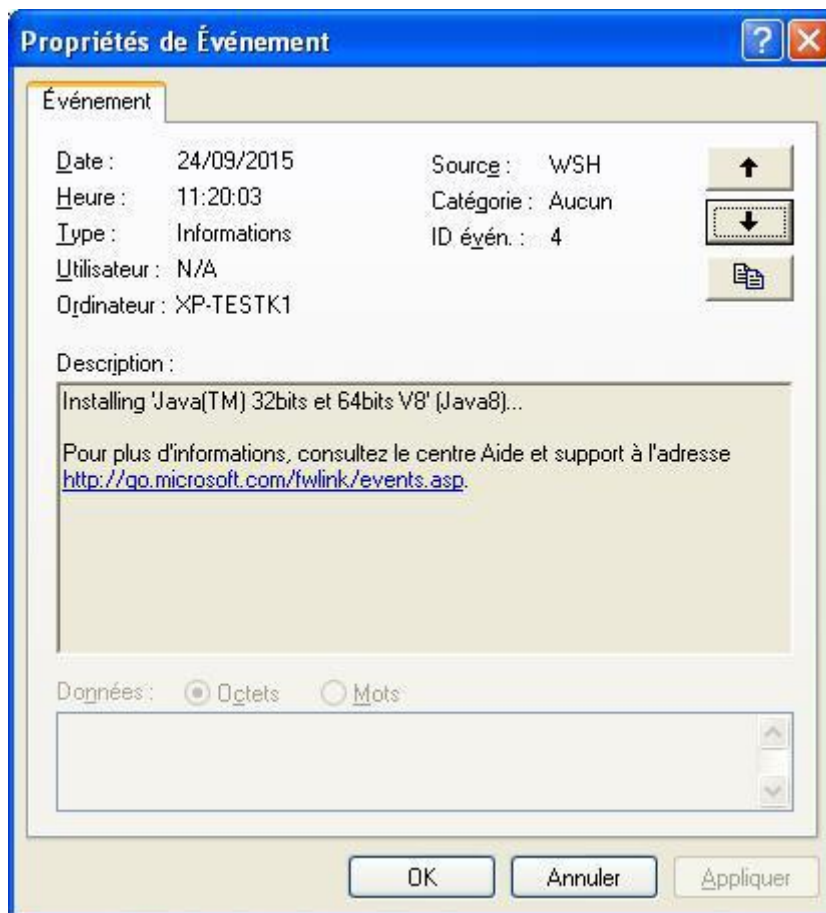 Propriétés de Événement
Événement
Date : 24/09/2015
Heure : 11:20:03
Type : Informations
Utilisateur : N/A
Ordinateur : XP-TESTK1
Source : WSH
Catégorie : Aucun
ID évén. : 4
Description :
Installing 'Java(TM) 32bits et 64bits V8' (Java8)...
Pour plus d'informations, consultez le centre Aide et support à l'adresse
http://go.microsoft.com/fwlink/events.asp.
Données : Octets Mots
OK Annuler Appliquer